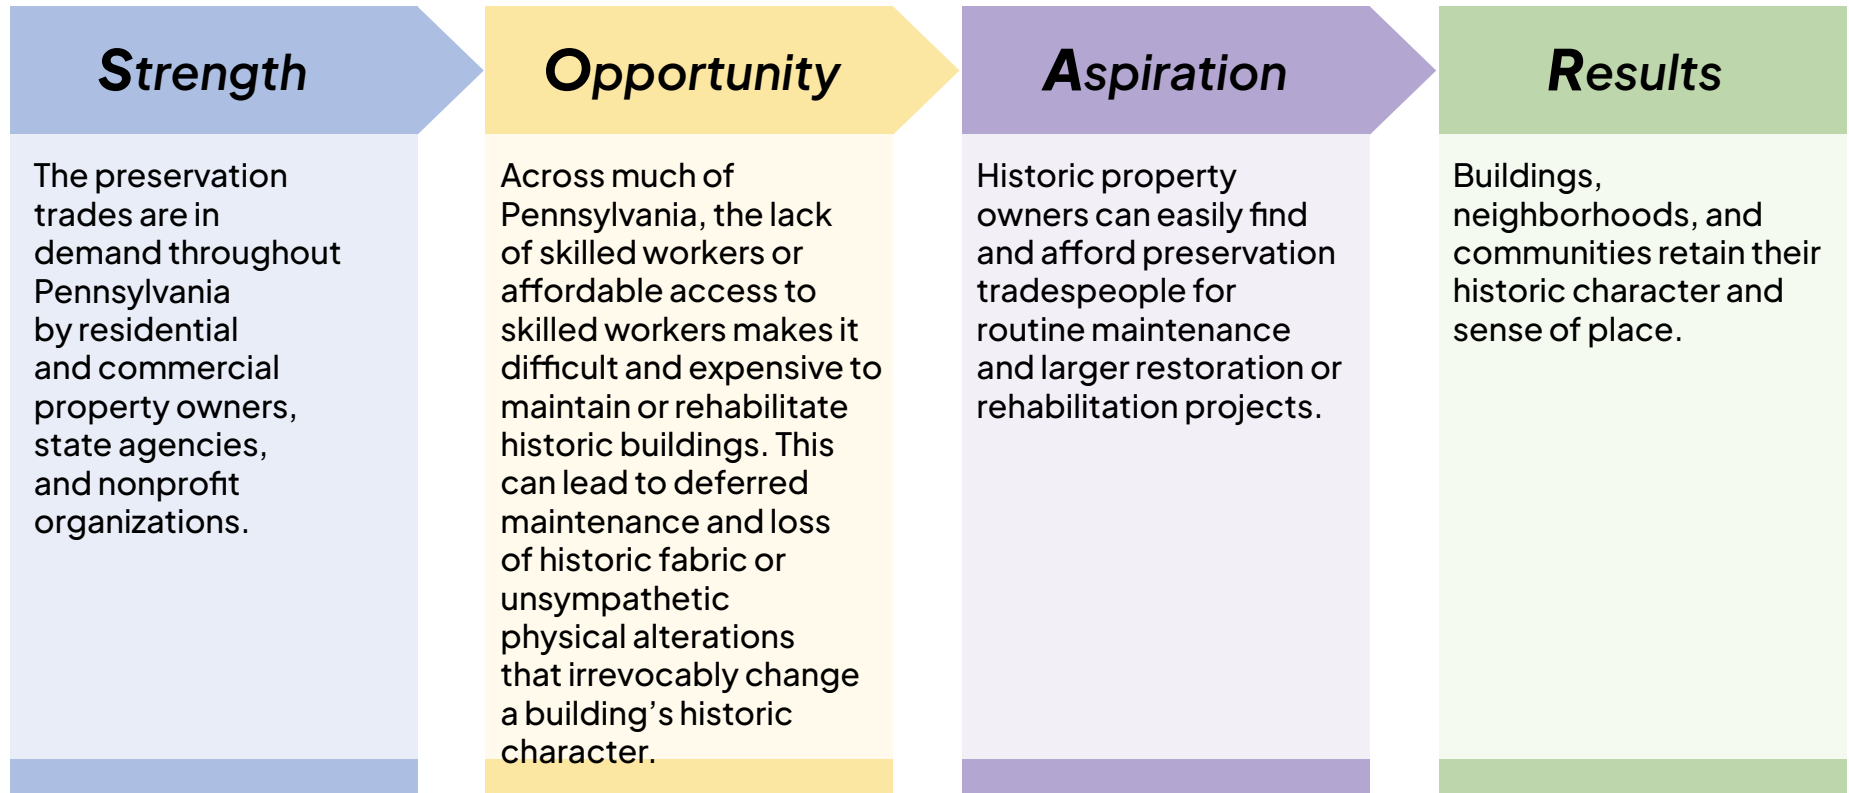 Strength
The preservation
trades are in
demand throughout
Pennsylvania
by residential
and commercial
property owners,
state agencies,
and nonprofit
organizations.
Opportunity
Across much of
Pennsylvania, the lack
of skilled workers or
affordable access to
skilled workers makes it
difficult and expensive to
maintain or rehabilitate
historic buildings. This
can lead to deferred
maintenance and loss
of historic fabric or
unsympathetic
physical alterations
that irrevocably change
a building’s historic
character.
Aspiration
Historic property
owners can easily find
and afford preservation
tradespeople for
routine maintenance
and larger restoration or
rehabilitation projects.
Results
Buildings,
neighborhoods, and
communities retain their
historic character and
sense of place.